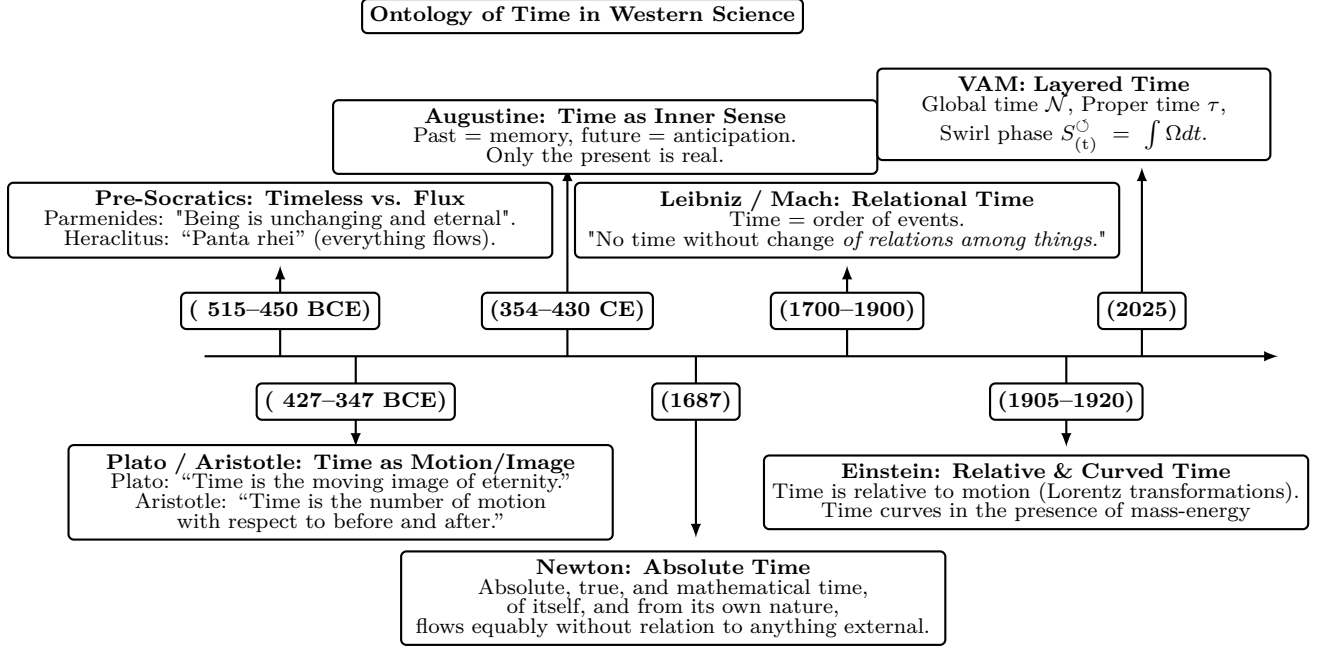 Ontology of Time in Western Science
VAM: Layered Time
Global time 𝒩, Proper time τ,
Swirl phase S₍ₜ₎^↺ = ∫ Ωdt.
Augustine: Time as Inner Sense
Past = memory, future = anticipation.
Only the present is real.
Pre-Socratics: Timeless vs. Flux
Parmenides: "Being is unchanging and eternal".
Heraclitus: “Panta rhei” (everything flows).
Leibniz / Mach: Relational Time
Time = order of events.
"No time without change of relations among things."
( 515–450 BCE)
(354–430 CE)
(1700–1900)
(2025)
( 427–347 BCE)
(1687)
(1905–1920)
Plato / Aristotle: Time as Motion/Image
Plato: “Time is the moving image of eternity.”
Aristotle: “Time is the number of motion
with respect to before and after.”
Einstein: Relative & Curved Time
Time is relative to motion (Lorentz transformations).
Time curves in the presence of mass-energy
Newton: Absolute Time
Absolute, true, and mathematical time,
of itself, and from its own nature,
flows equably without relation to anything external.